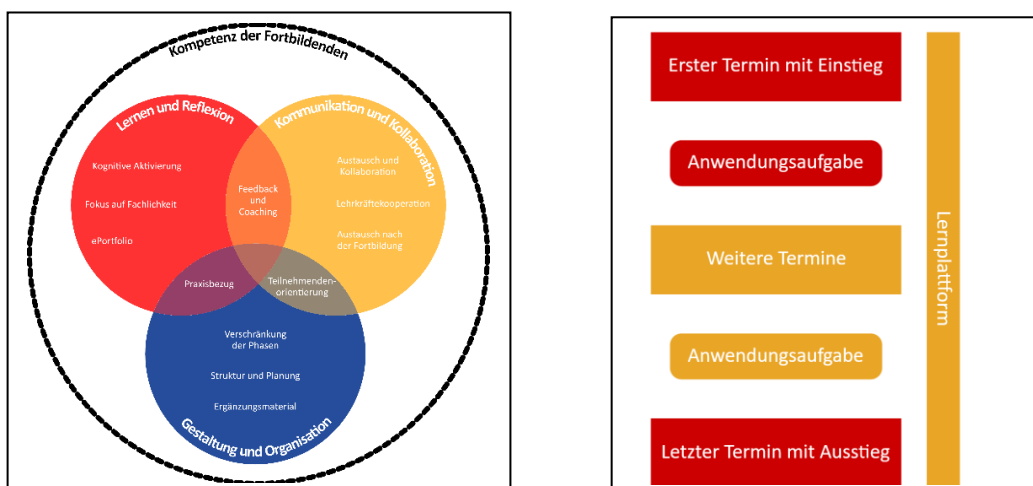 Kompetenz der Fortbildenden
Lernen und Reflexion
Kognitive Aktivierung
Fokus auf Fachlichkeit
ePortfolio
Kommunikation und Kollaboration
Austausch und
Kollaboration
Lehrkräftekooperation
Austausch nach
der Fortbildung
Feedback
und
Coaching
Praxisbezug
Teilnehmenden-
orientierung
Verschränkung
der Phasen
Struktur und Planung
Ergänzungsmaterial
Gestaltung und Organisation
Erster Termin mit Einstieg
Anwendungsaufgabe
Weitere Termine
Anwendungsaufgabe
Letzter Termin mit Ausstieg
Lernplattform